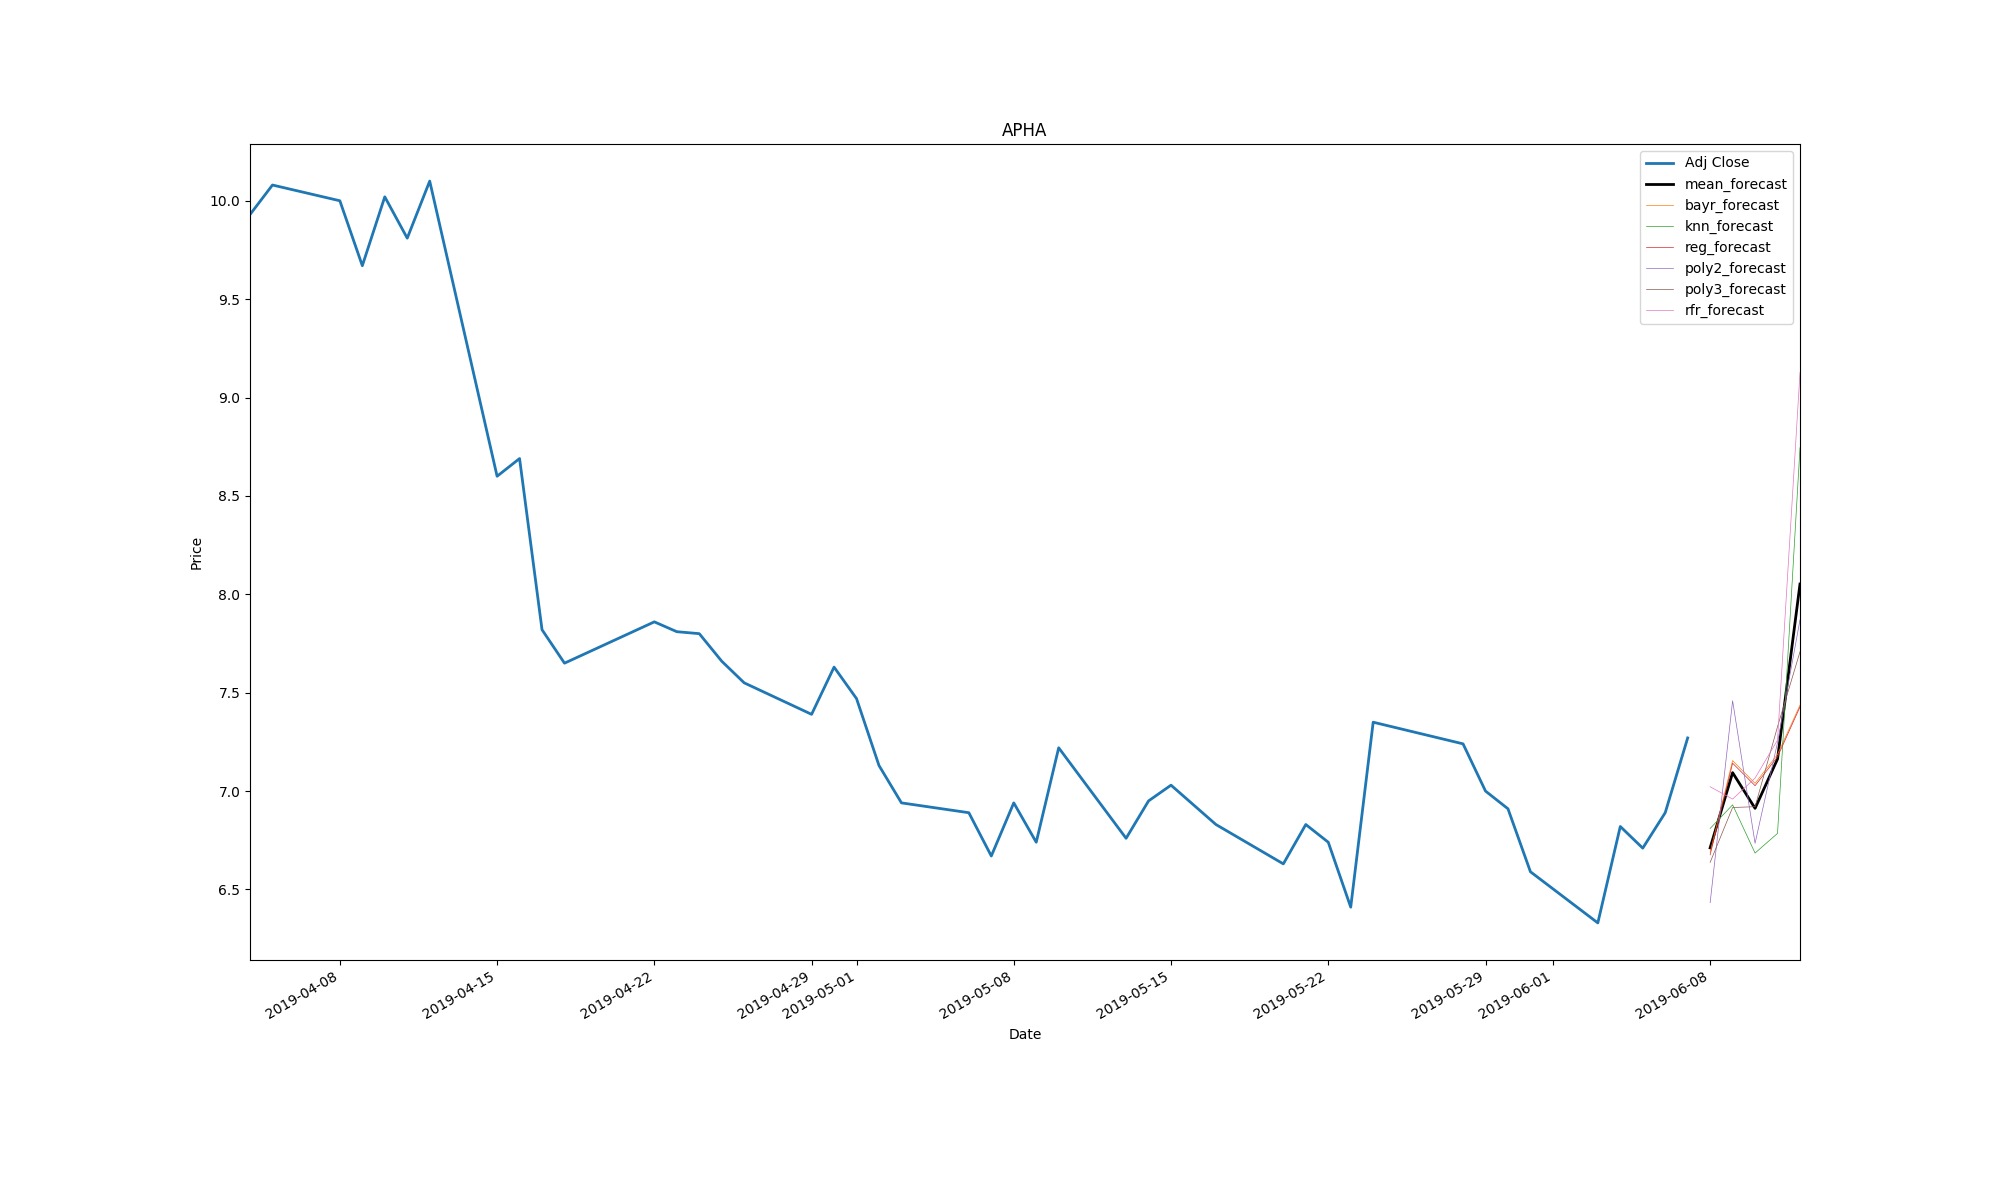 APHA
Adj Close
mean_forecast
bayr_forecast
knn_forecast
reg_forecast
poly2_forecast
poly3_forecast
rfr_forecast
10.0
9.5
9.0
8.5
8.0
7.5
7.0
6.5
Price
2019-04-08
2019-04-15
2019-04-22
2019-04-29
2019-05-01
2019-05-08
2019-05-15
2019-05-22
2019-05-29
2019-06-01
2019-06-08
Date